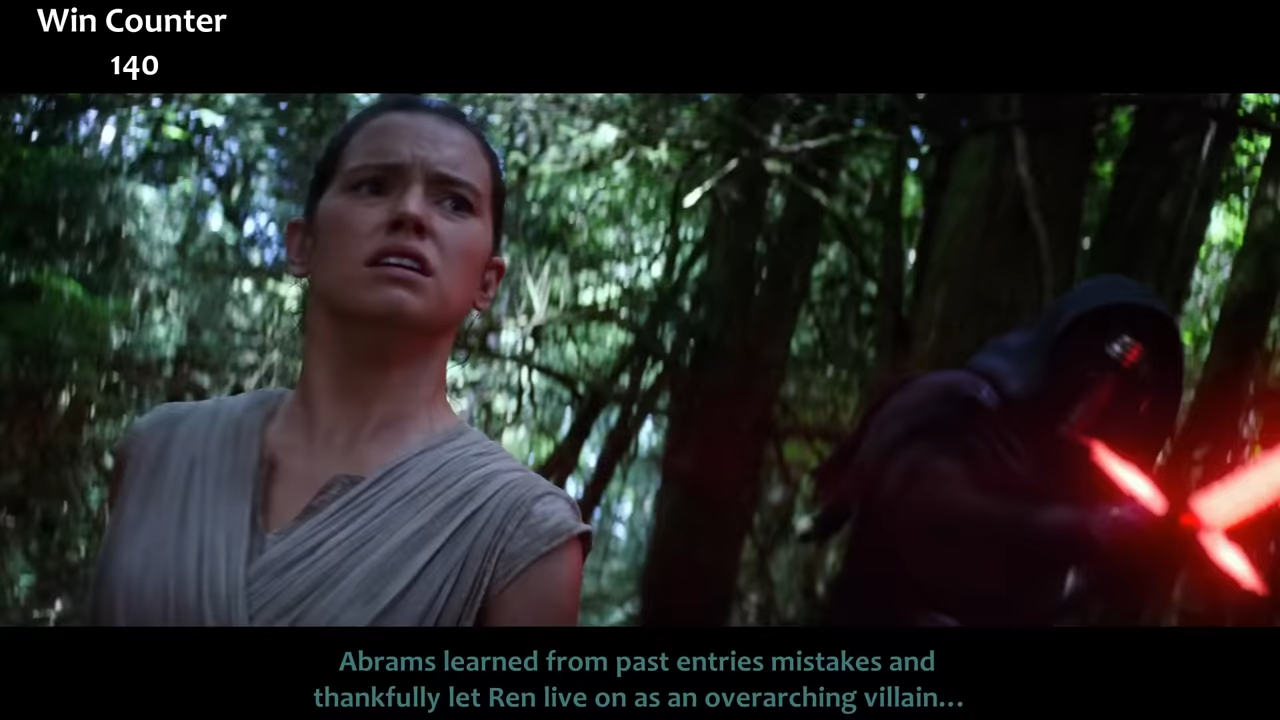 Win Counter
140
Abrams learned from past entries mistakes and
thankfully let Ren live on as an overarching villain...